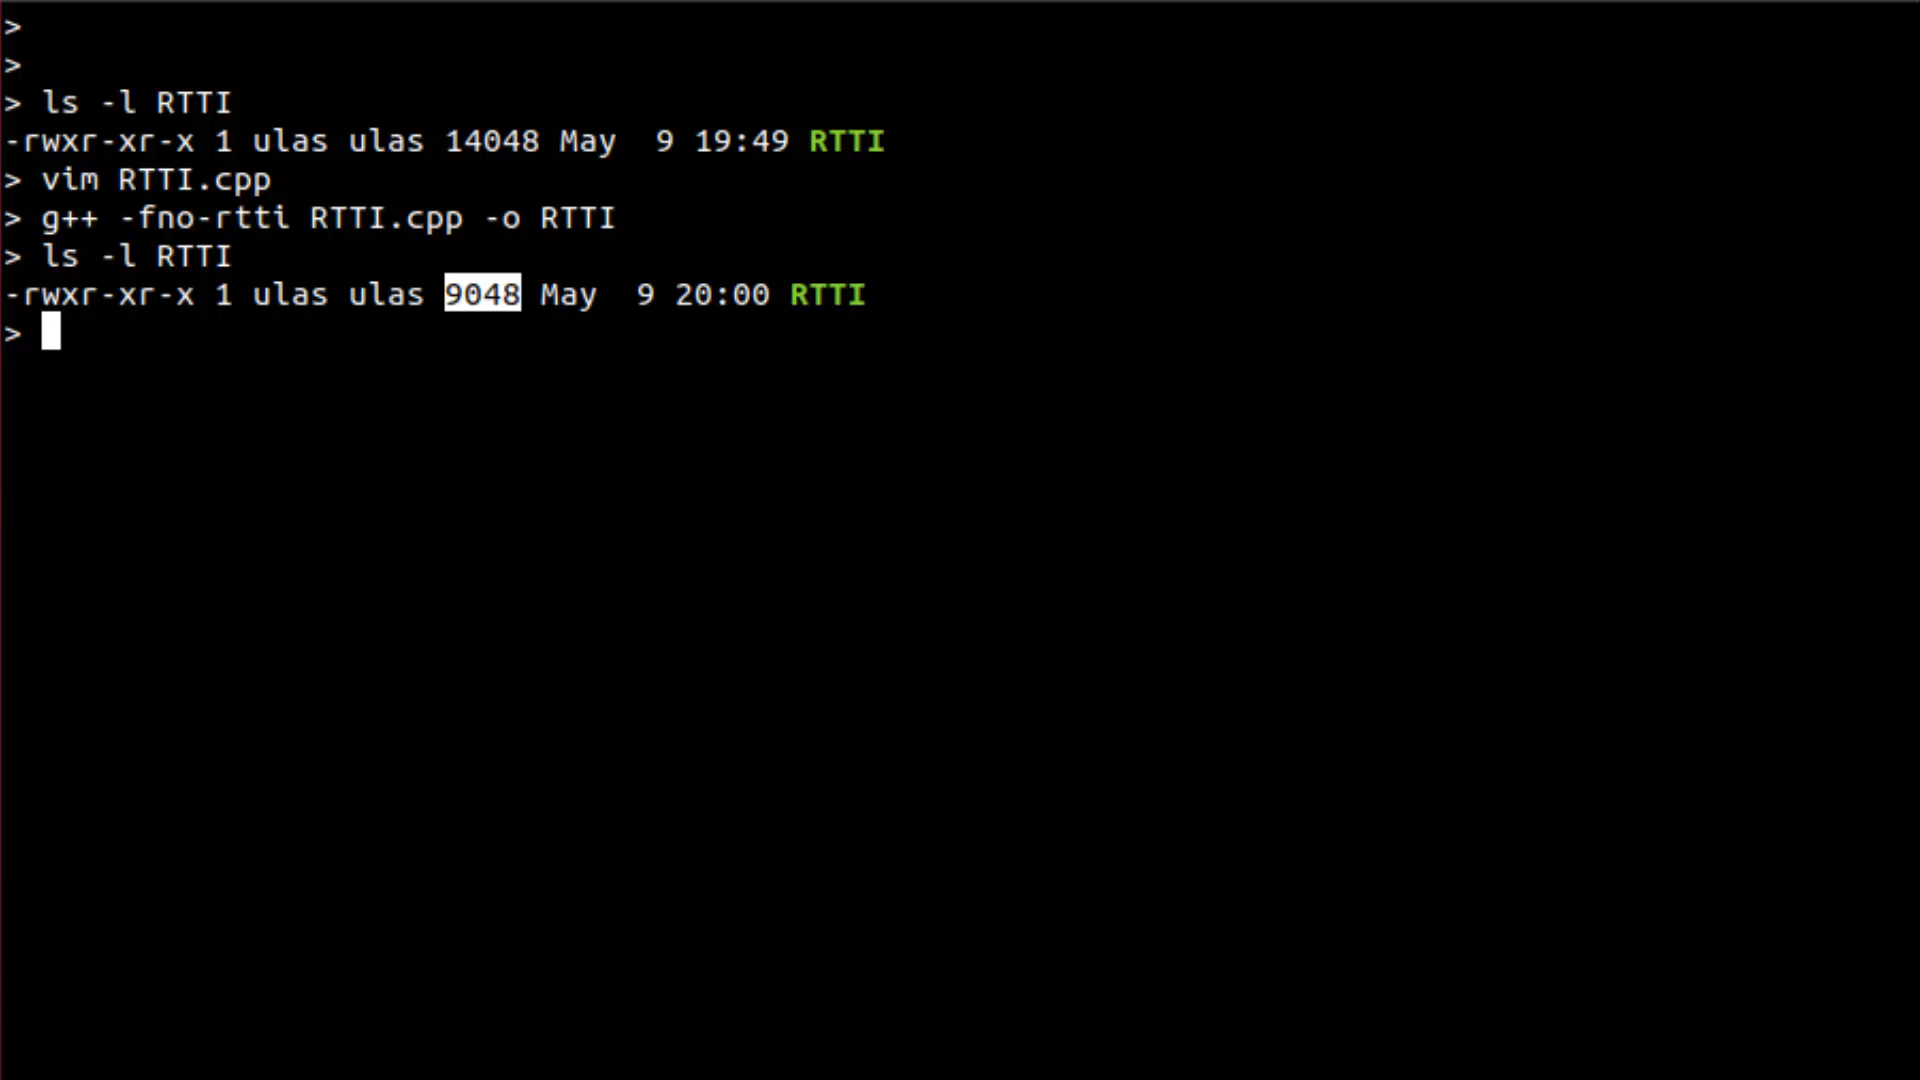 >
>
> ls -l RTTI
-rwxr-xr-x 1 ulas ulas 14048 May  9 19:49 RTTI
> vim RTTI.cpp
> g++ -fno-rtti RTTI.cpp -o RTTI
> ls -l RTTI
-rwxr-xr-x 1 ulas ulas 9048 May  9 20:00 RTTI
>